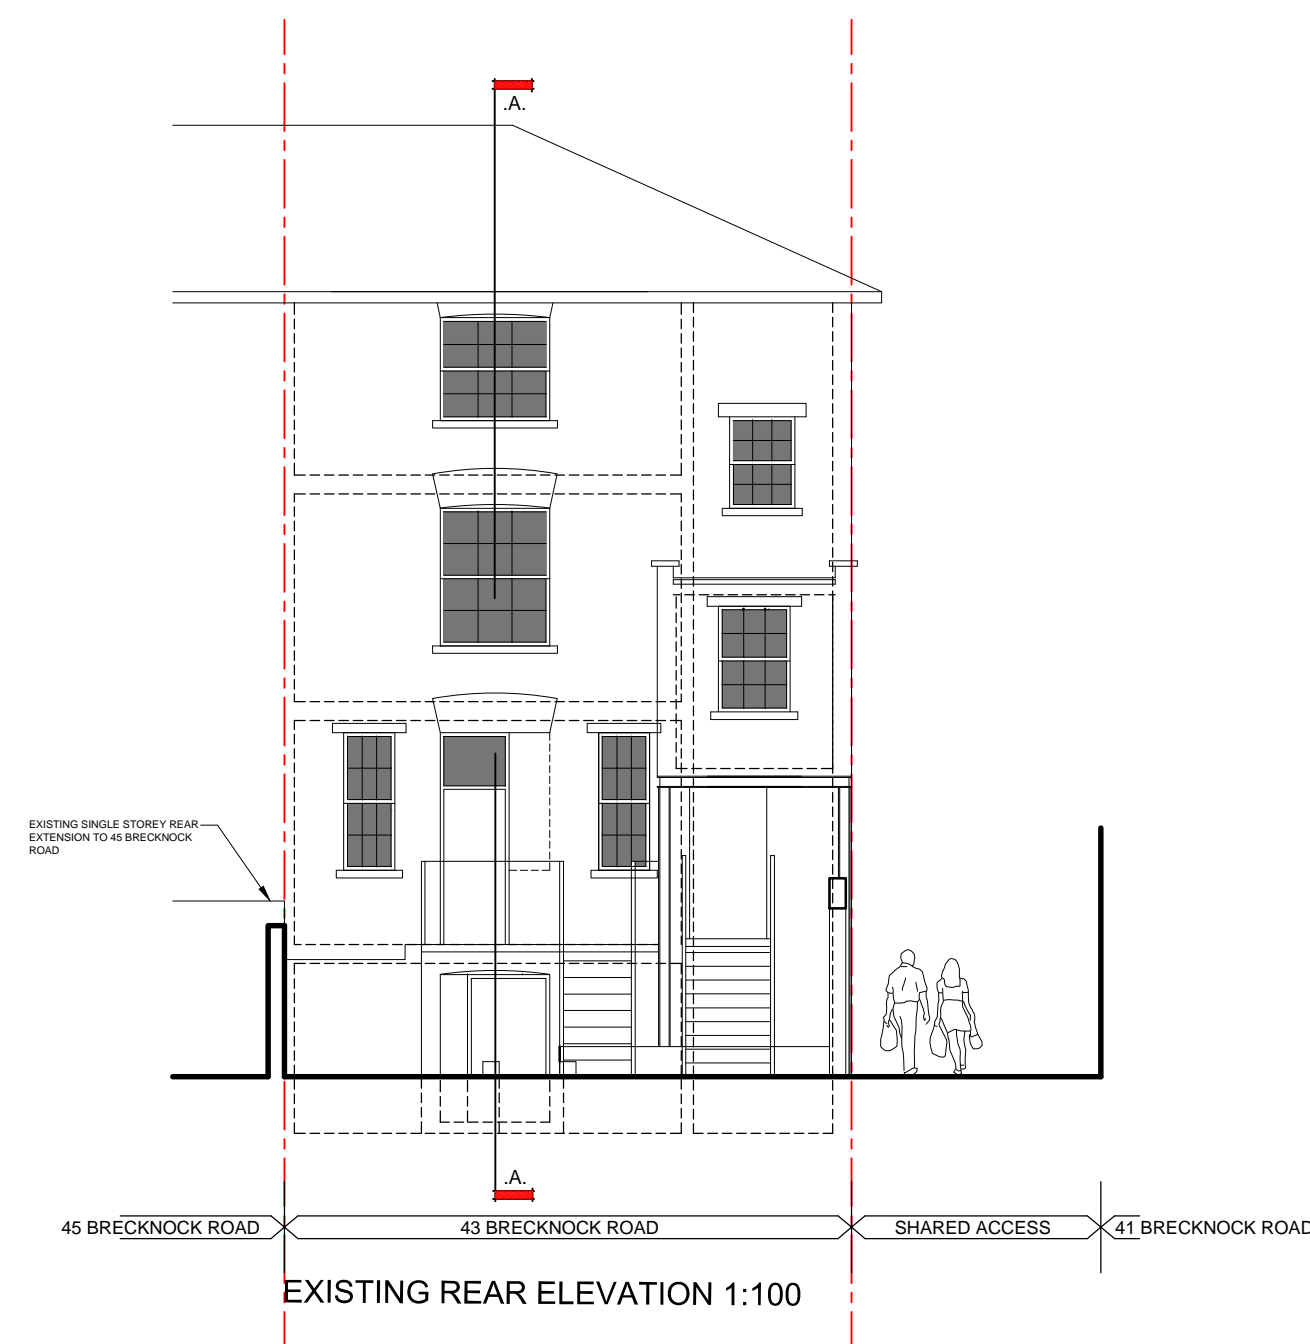 .A.
EXISTING SINGLE STOREY REAR
EXTENSION TO 45 BRECKNOCK
ROAD
.A.
45 BRECKNOCK ROAD
43 BRECKNOCK ROAD
SHARED ACCESS
41 BRECKNOCK ROAD
EXISTING REAR ELEVATION 1:100